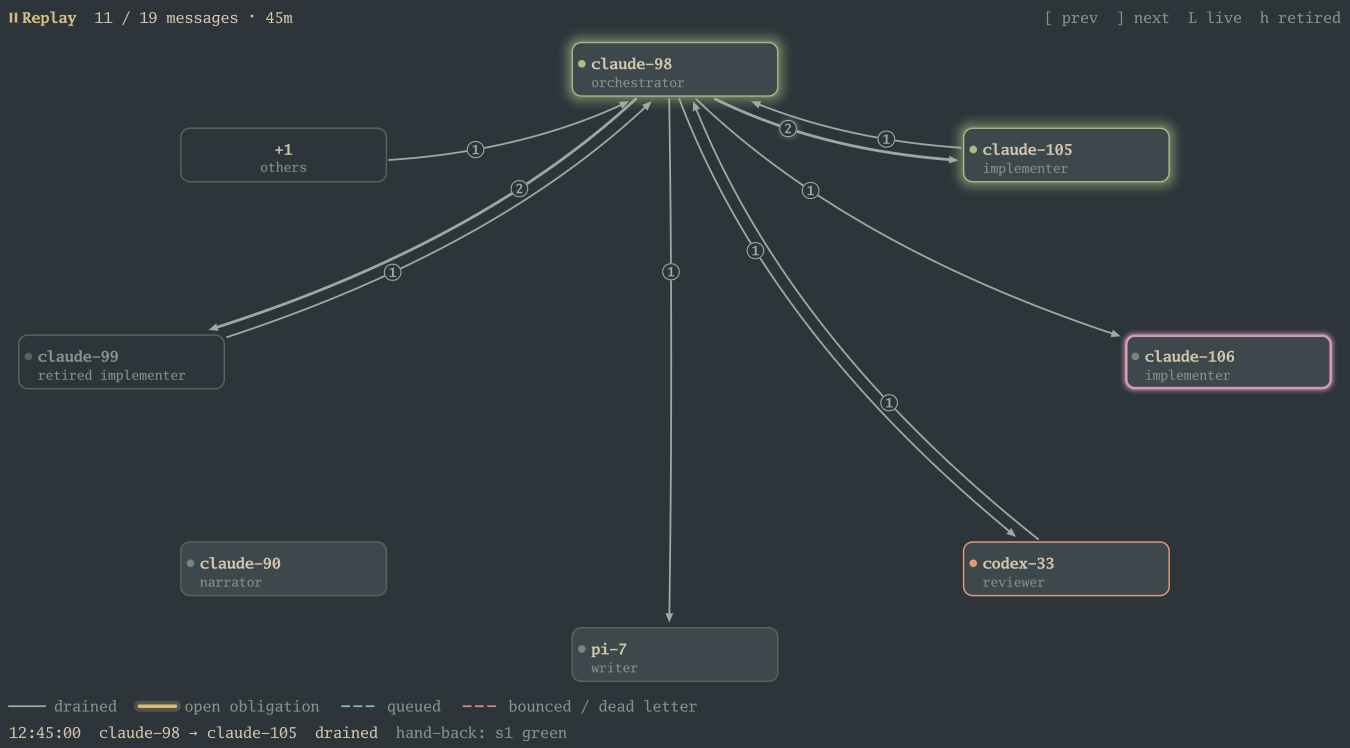 Replay 11 / 19 messages · 45m
[ prev ] next L live h retired
claude-98
orchestrator
+1
others
claude-105
implementer
1
2
1
2
1
1
1
1
1
1
claude-99
retired implementer
claude-106
implementer
claude-90
narrator
codex-33
reviewer
pi-7
writer
drained open obligation queued bounced / dead letter
12:45:00 claude-98 → claude-105 drained hand-back: s1 green